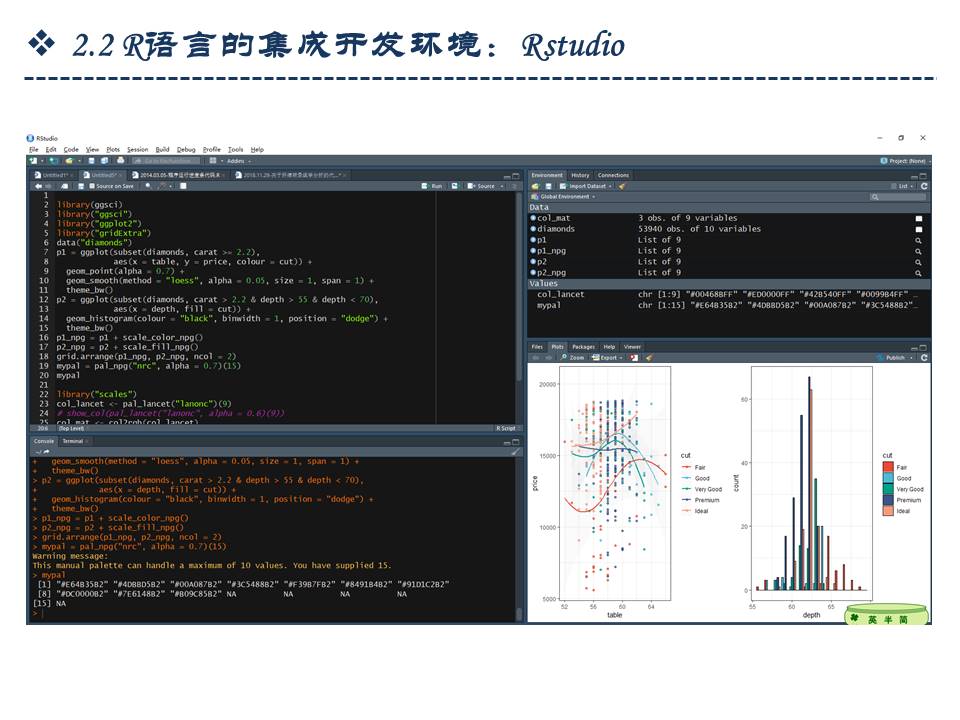 ❖ 2.2 R语言的集成开发环境：Rstudio
RStudio
File Edit Code View Plots Session Build Debug Profile Tools Help
Go to file/function Addins Project: (None)
Untitled1* Untitled5* 2014.03.05-程序运行进度条代码.R
Source on Save Run Source
1
2 library(ggsci)
3 library("ggsci")
4 library("ggplot2")
5 library("gridExtra")
6 data("diamonds")
7 p1 = ggplot(subset(diamonds, carat >= 2.2),
8 aes(x = table, y = price, colour = cut)) +
9 geom_point(alpha = 0.7) +
10 geom_smooth(method = "loess", alpha = 0.05, size = 1, span = 1) +
11 theme_bw()
12 p2 = ggplot(subset(diamonds, carat > 2.2 & depth > 55 & depth < 70),
13 aes(x = depth, fill = cut)) +
14 geom_histogram(colour = "black", binwidth = 1, position = "dodge") +
15 theme_bw()
16 p1_npg = p1 + scale_color_npg()
17 p2_npg = p2 + scale_fill_npg()
18 grid.arrange(p1_npg, p2_npg, ncol = 2)
19 mypal = pal_npg("nrc", alpha = 0.7)(15)
20 mypal
21
22 library("scales")
23 col_lancet <- pal_lancet("lanonc")(9)
24 # show_col(pal_lancet("lanonc", alpha = 0.6)(9))
25 col_mat <- col2rgb(col_lancet)
20:6 (Top Level) R Script
Console Terminal
~/
+ geom_smooth(method = "loess", alpha = 0.05, size = 1, span = 1) +
+ theme_bw()
> p2 = ggplot(subset(diamonds, carat > 2.2 & depth > 55 & depth < 70),
+ aes(x = depth, fill = cut)) +
+ geom_histogram(colour = "black", binwidth = 1, position = "dodge") +
+ theme_bw()
> p1_npg = p1 + scale_color_npg()
> p2_npg = p2 + scale_fill_npg()
> grid.arrange(p1_npg, p2_npg, ncol = 2)
> mypal = pal_npg("nrc", alpha = 0.7)(15)
Warning message:
This manual palette can handle a maximum of 10 values. You have supplied 15.
> mypal
[1] "#E64B35B2" "#4DBBD5B2" "#00A087B2" "#3C5488B2" "#F39B7FB2" "#8491B4B2" "#91D1C2B2"
[8] "#DC0000B2" "#7E6148B2" "#B09C85B2" NA NA NA NA
[15] NA
>
Environment History Connections
Import Dataset List
Global Environment
Data
col_mat 3 obs. of 9 variables
diamonds 53940 obs. of 10 variables
p1 List of 9
p1_npg List of 9
p2 List of 9
p2_npg List of 9
Values
col_lancet chr [1:9] "#00468BFF" "#ED0000FF" "#42B540FF" "#0099B4FF" …
mypal chr [1:15] "#E64B35B2" "#4DBBD5B2" "#00A087B2" "#3C5488B2"…
Files Plots Packages Help Viewer
Zoom Export Publish
20000
15000
10000
5000
price
52 56 60 64
table
cut
Fair
Good
Very Good
Premium
Ideal
60
40
20
0
count
55 60 65
depth
cut
Fair
Good
Very Good
Premium
Ideal
英 半 简